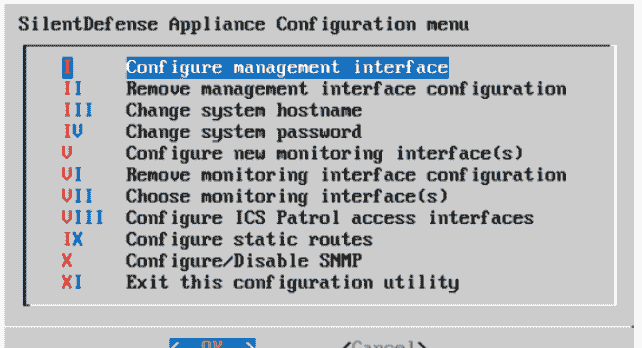 SilentDefense Appliance Configuration menu
I Configure management interface
II Remove management interface configuration
III Change system hostname
IV Change system password
V Configure new monitoring interface(s)
VI Remove monitoring interface configuration
VII Choose monitoring interface(s)
VIII Configure ICS Patrol access interfaces
IX Configure static routes
X Configure/Disable SNMP
XI Exit this configuration utility
< OK > <Cancel>